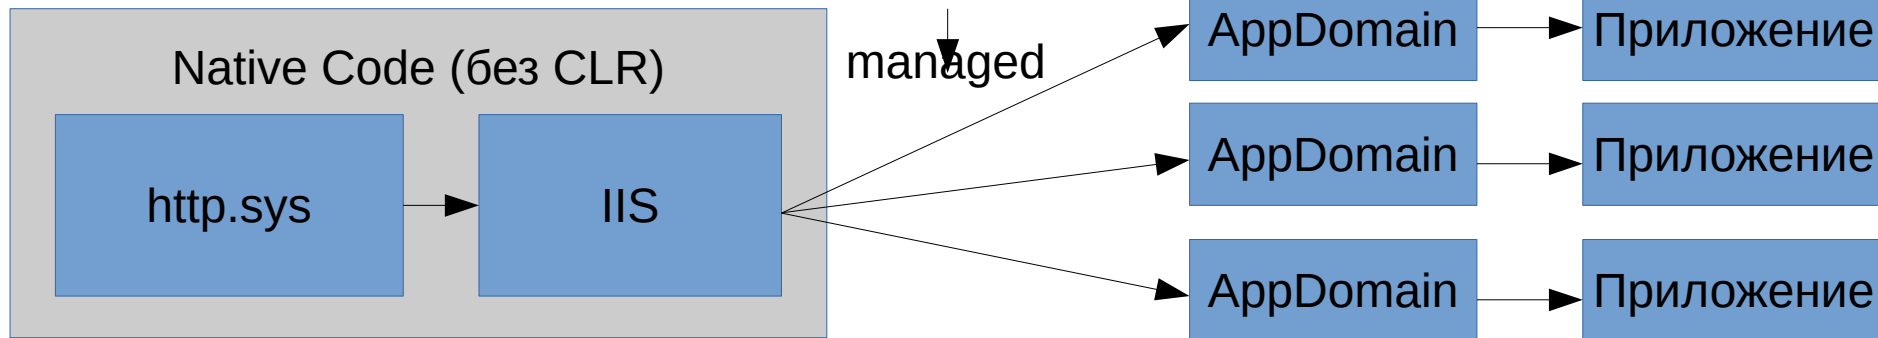 Native Code (без CLR)
managed
http.sys
IIS
AppDomain
Приложение
AppDomain
Приложение
AppDomain
Приложение